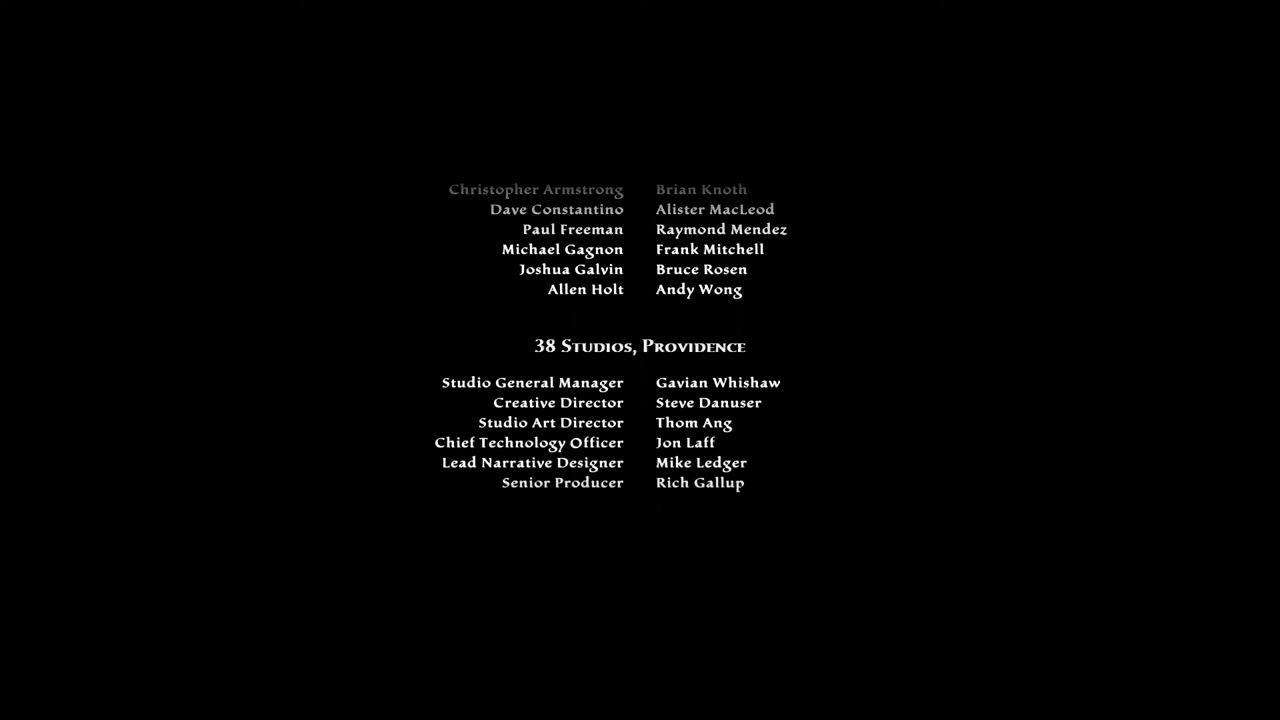 Christopher Armstrong Brian Knoth
Dave Constantino Alister MacLeod
Paul Freeman Raymond Mendez
Michael Gagnon Frank Mitchell
Joshua Galvin Bruce Rosen
Allen Holt Andy Wong
38 Studios, Providence
Studio General Manager Gavian Whishaw
Creative Director Steve Danuser
Studio Art Director Thom Ang
Chief Technology Officer Jon Laff
Lead Narrative Designer Mike Ledger
Senior Producer Rich Gallup